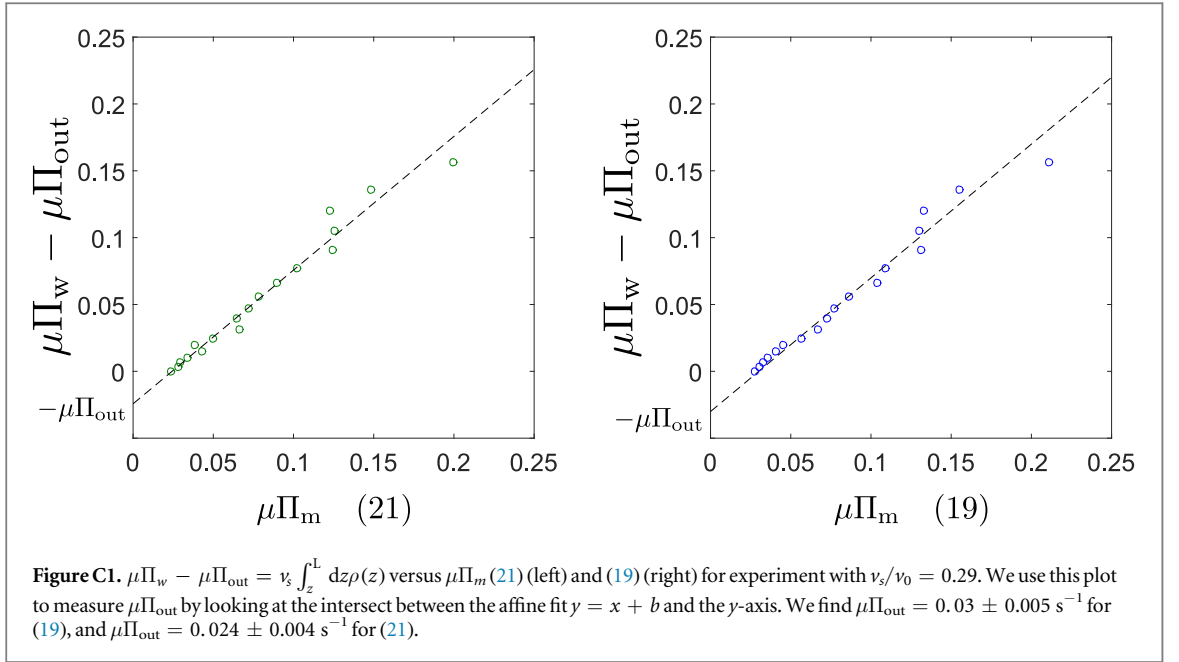 0.25
0.2
0.15
0.1
0.05
0
−μΠout
μΠw − μΠout
0 0.05 0.1 0.15 0.2 0.25
μΠm (21)
0.25
0.2
0.15
0.1
0.05
0
−μΠout
μΠw − μΠout
0 0.05 0.1 0.15 0.2 0.25
μΠm (19)
Figure C1. μΠw − μΠout = vs ∫zL dzρ(z) versus μΠm (21) (left) and (19) (right) for experiment with vs/v0 = 0.29. We use this plot
to measure μΠout by looking at the intersect between the affine fit y = x + b and the y-axis. We find μΠout = 0.03 ± 0.005 s−1 for
(19), and μΠout = 0.024 ± 0.004 s−1 for (21).